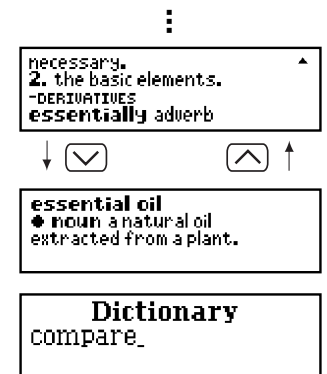 necessary.
2. the basic elements.
-DERIVATIVES
essentially adverb
essential oil
● noun a natural oil
extracted from a plant.
Dictionary
compare_